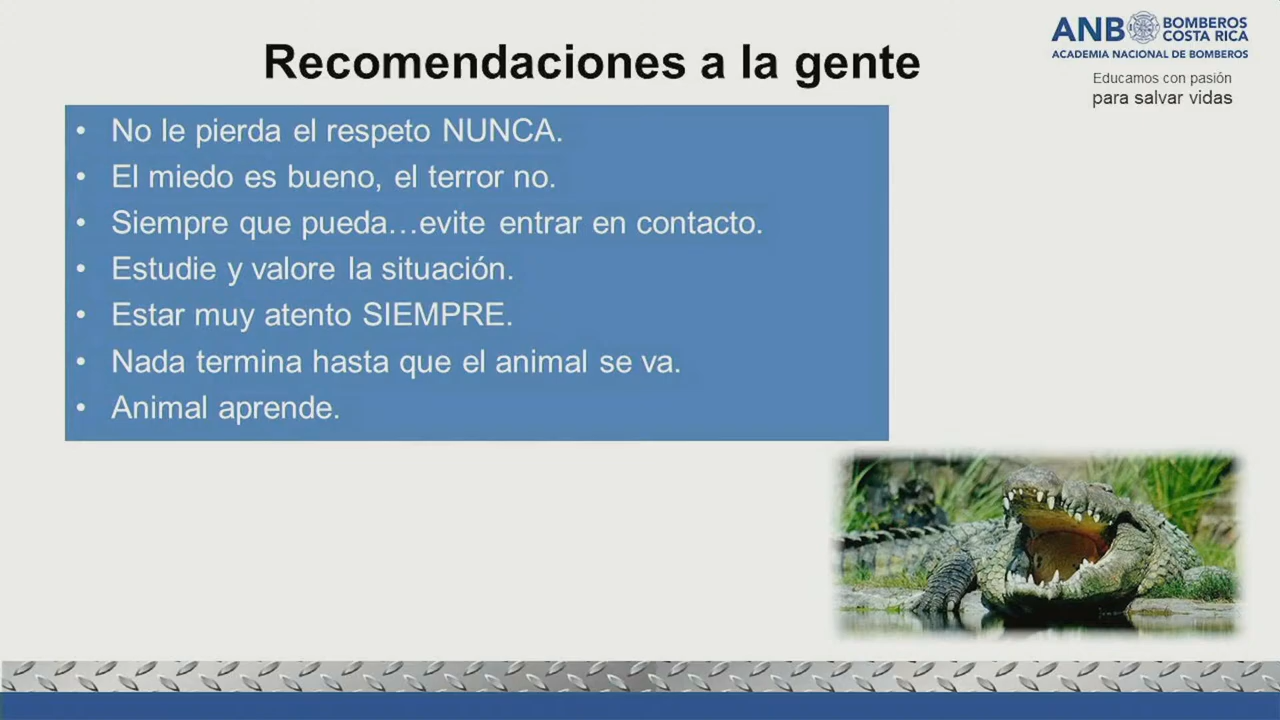 Recomendaciones a la gente
ANB BOMBEROS COSTA RICA
ACADEMIA NACIONAL DE BOMBEROS
Educamos con pasión
para salvar vidas
• No le pierda el respeto NUNCA.
• El miedo es bueno, el terror no.
• Siempre que pueda…evite entrar en contacto.
• Estudie y valore la situación.
• Estar muy atento SIEMPRE.
• Nada termina hasta que el animal se va.
• Animal aprende.